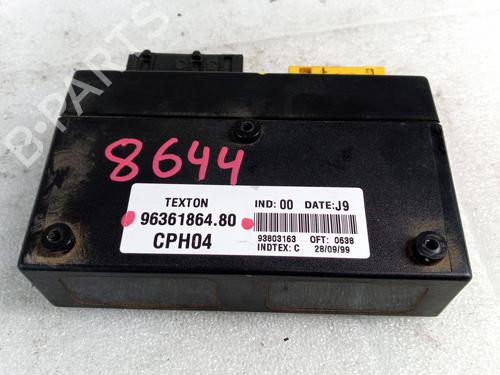 B-PARTS
8644
TEXTON IND: 00 DATE: J9
96361864.80
CPH04
93803163 OFT: 0638
INDTEX: C 28/09/99